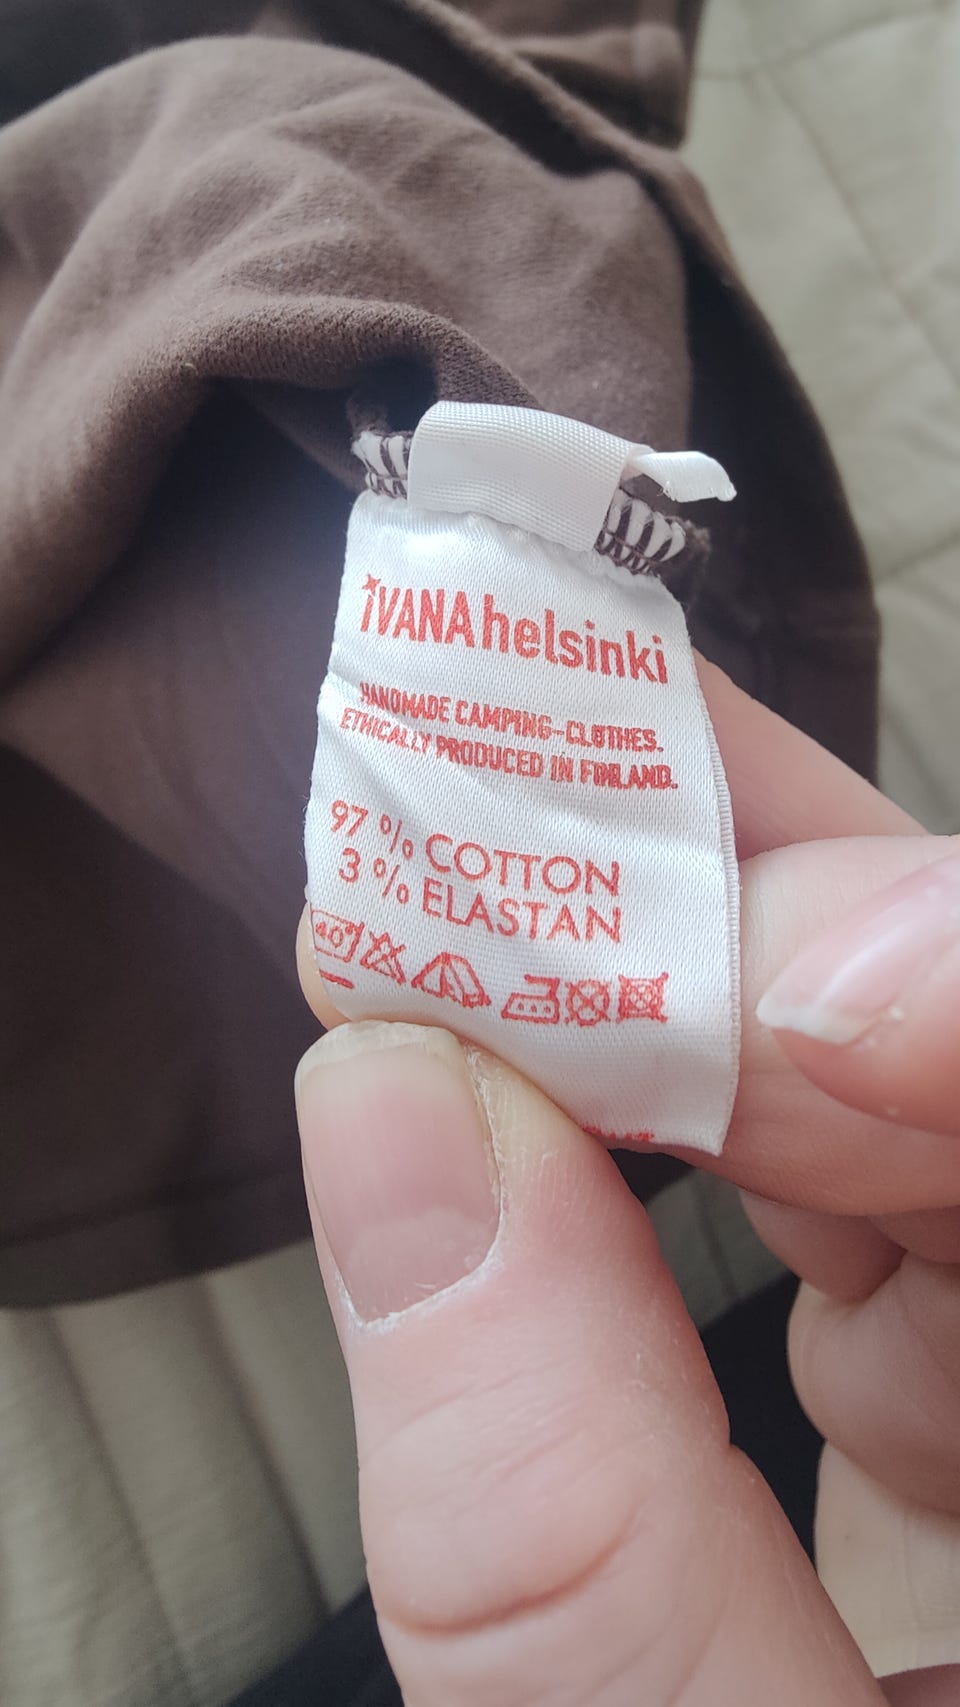 iVANAhelsinki
HANDMADE CAMPING-CLOTHES.
ETHICALLY PRODUCED IN FINLAND.
97 % COTTON
3 % ELASTAN
40°